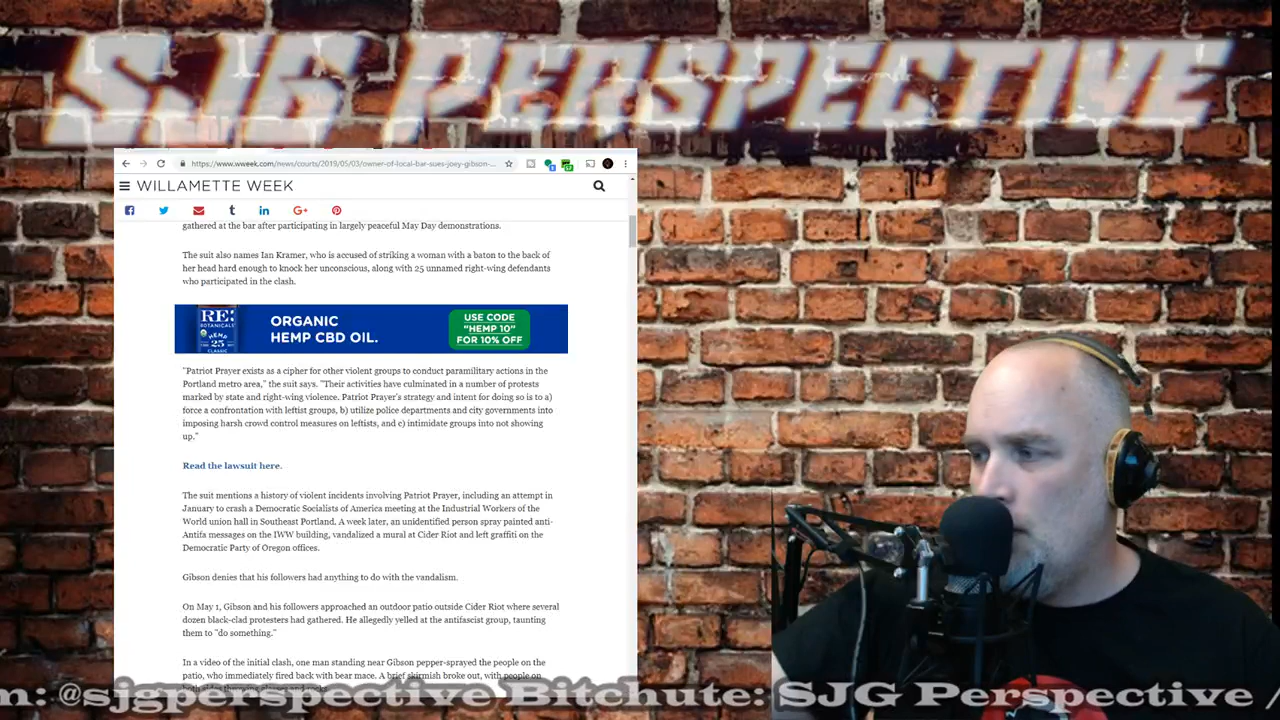 SJG PERSPECTIVE
https://www.wweek.com/news/courts/2019/05/03/owner-of-local-bar-sues-joey-gibson-...
WILLAMETTE WEEK
gathered at the bar after participating in largely peaceful May Day demonstrations.
The suit also names Ian Kramer, who is accused of striking a woman with a baton to the back of
her head hard enough to knock her unconscious, along with 25 unnamed right-wing defendants
who participated in the clash.
RE:
BOTANICALS
HEMP
25
CLASSIC
ORGANIC
HEMP CBD OIL.
USE CODE
"HEMP 10"
FOR 10% OFF
"Patriot Prayer exists as a cipher for other violent groups to conduct paramilitary actions in the
Portland metro area," the suit says. "Their activities have culminated in a number of protests
marked by state and right-wing violence. Patriot Prayer's strategy and intent for doing so is to a)
force a confrontation with leftist groups, b) utilize police departments and city governments into
imposing harsh crowd control measures on leftists, and c) intimidate groups into not showing
up."
Read the lawsuit here.
The suit mentions a history of violent incidents involving Patriot Prayer, including an attempt in
January to crash a Democratic Socialists of America meeting at the Industrial Workers of the
World union hall in Southeast Portland. A week later, an unidentified person spray painted anti-
Antifa messages on the IWW building, vandalized a mural at Cider Riot and left graffiti on the
Democratic Party of Oregon offices.
Gibson denies that his followers had anything to do with the vandalism.
On May 1, Gibson and his followers approached an outdoor patio outside Cider Riot where several
dozen black-clad protesters had gathered. He allegedly yelled at the antifascist group, taunting
them to "do something."
In a video of the initial clash, one man standing near Gibson pepper-sprayed the people on the
patio, who immediately fired back with bear mace. A brief skirmish broke out, with people on
m: @sjgperspective Bitchute: SJG Perspective /